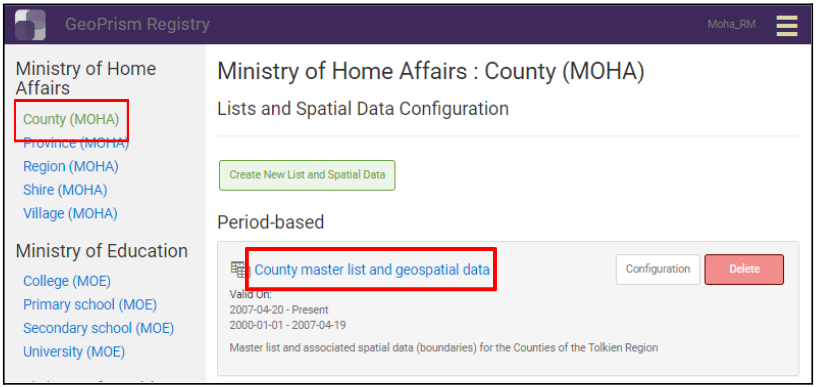 GeoPrism Registry
Moha_RM
Ministry of Home
Affairs
County (MOHA)
Province (MOHA)
Region (MOHA)
Shire (MOHA)
Village (MOHA)
Ministry of Education
College (MOE)
Primary school (MOE)
Secondary school (MOE)
University (MOE)
Ministry of Home Affairs : County (MOHA)
Lists and Spatial Data Configuration
Create New List and Spatial Data
Period-based
County master list and geospatial data
Configuration
Delete
Valid On:
2007-04-20 - Present
2000-01-01 - 2007-04-19
Master list and associated spatial data (boundaries) for the Counties of the Tolkien Region